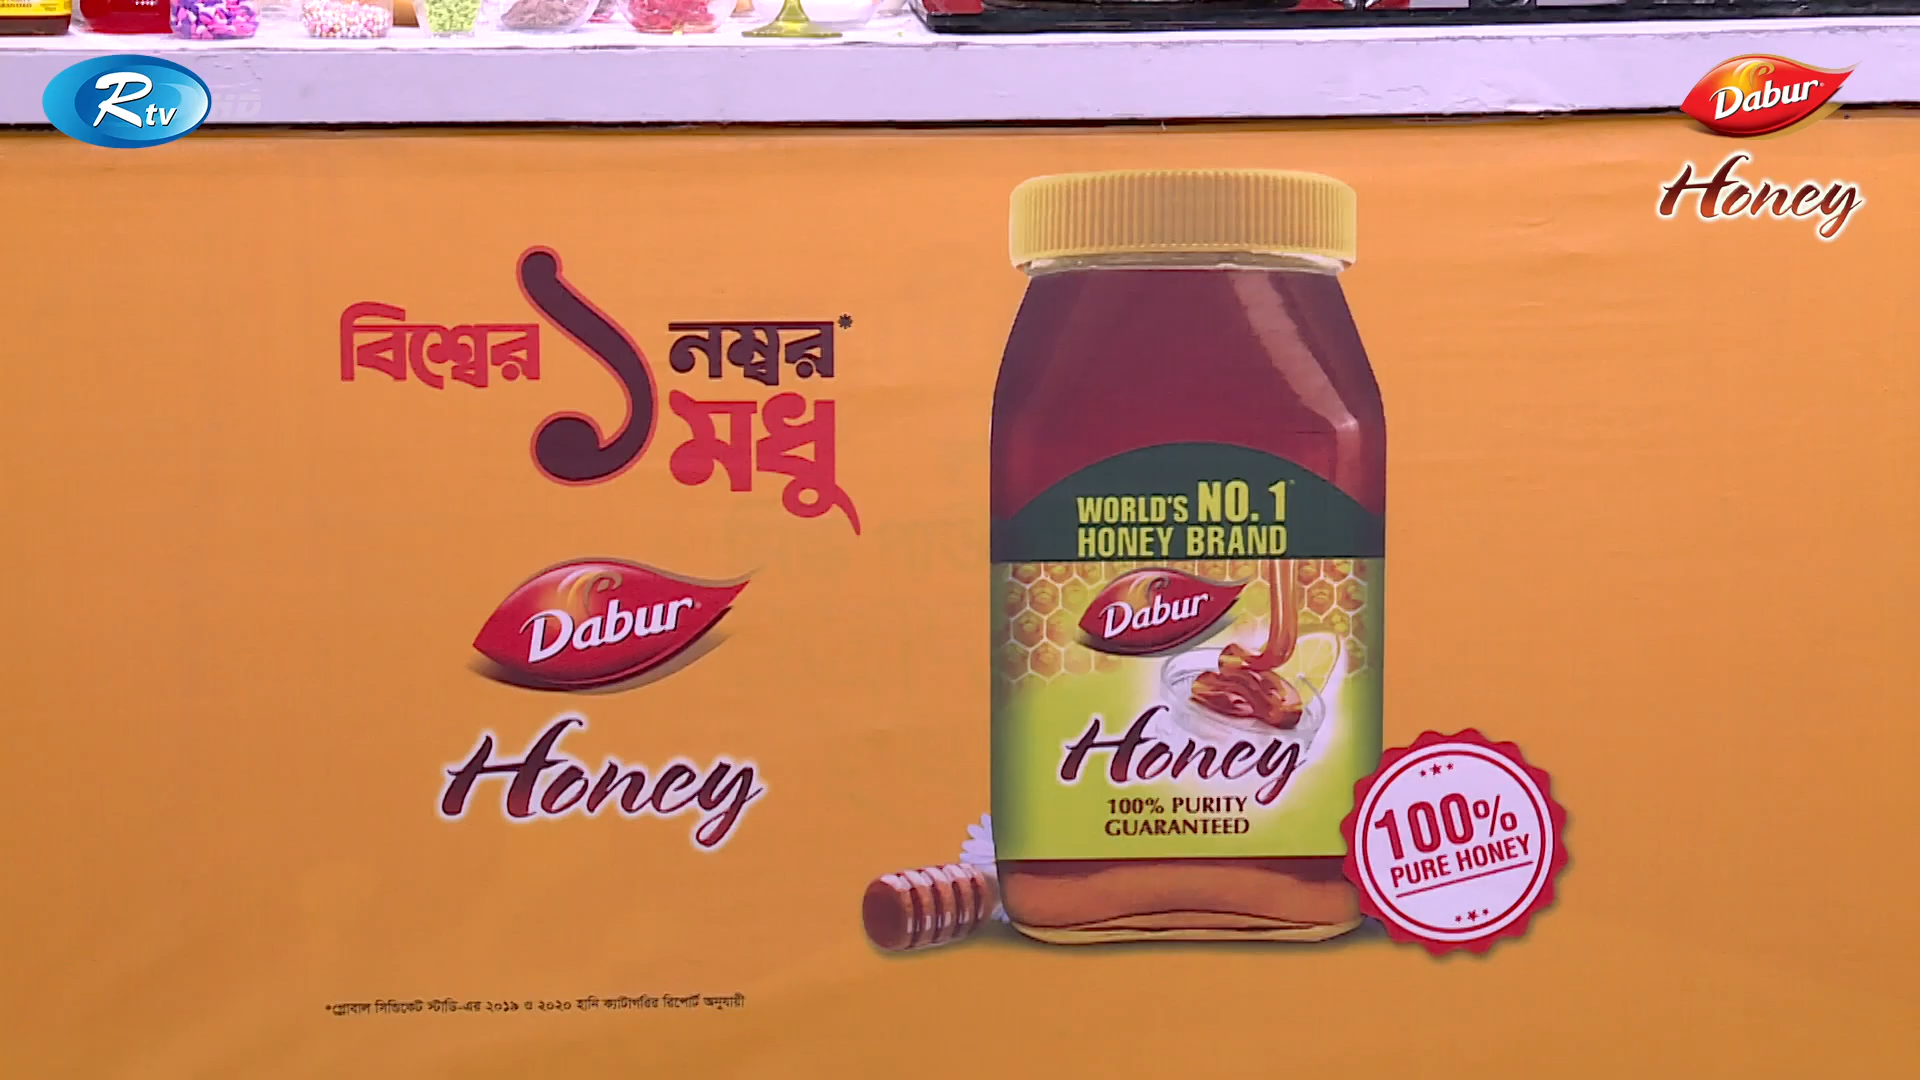 Rtv
HD
Dabur
Honey
বিশ্বের ১ নম্বর*
মধু
Dabur
Honey
WORLD'S NO. 1*
HONEY BRAND
Dabur
Honey
100% PURITY
GUARANTEED
100%
PURE HONEY
*গ্লোবাল সিন্ডিকেট স্টাডি-এর ২০১৯ ও ২০২০ হানি ক্যাটাগরির রিপোর্ট অনুযায়ী